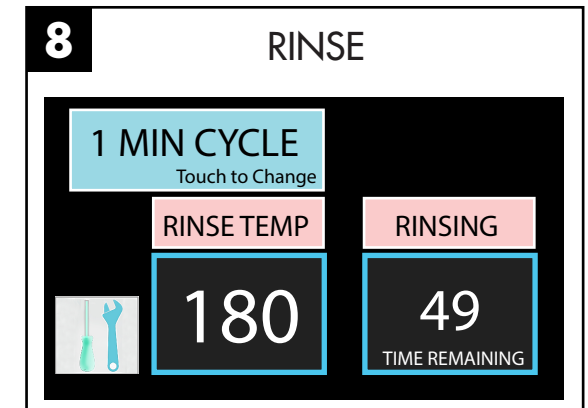 8
RINSE
1 MIN CYCLE
Touch to Change
RINSE TEMP
RINSING
180
49
TIME REMAINING